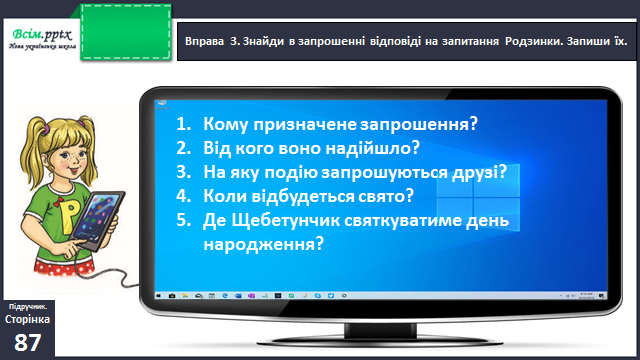 Всім.pptx
Нова українська школа
Вправа 3. Знайди в запрошенні відповіді на запитання Родзинки. Запиши їх.
1. Кому призначене запрошення?
2. Від кого воно надійшло?
3. На яку подію запрошуються друзі?
4. Коли відбудеться свято?
5. Де Щебетунчик святкуватиме день
народження?
Р
Підручник.
Сторінка
87